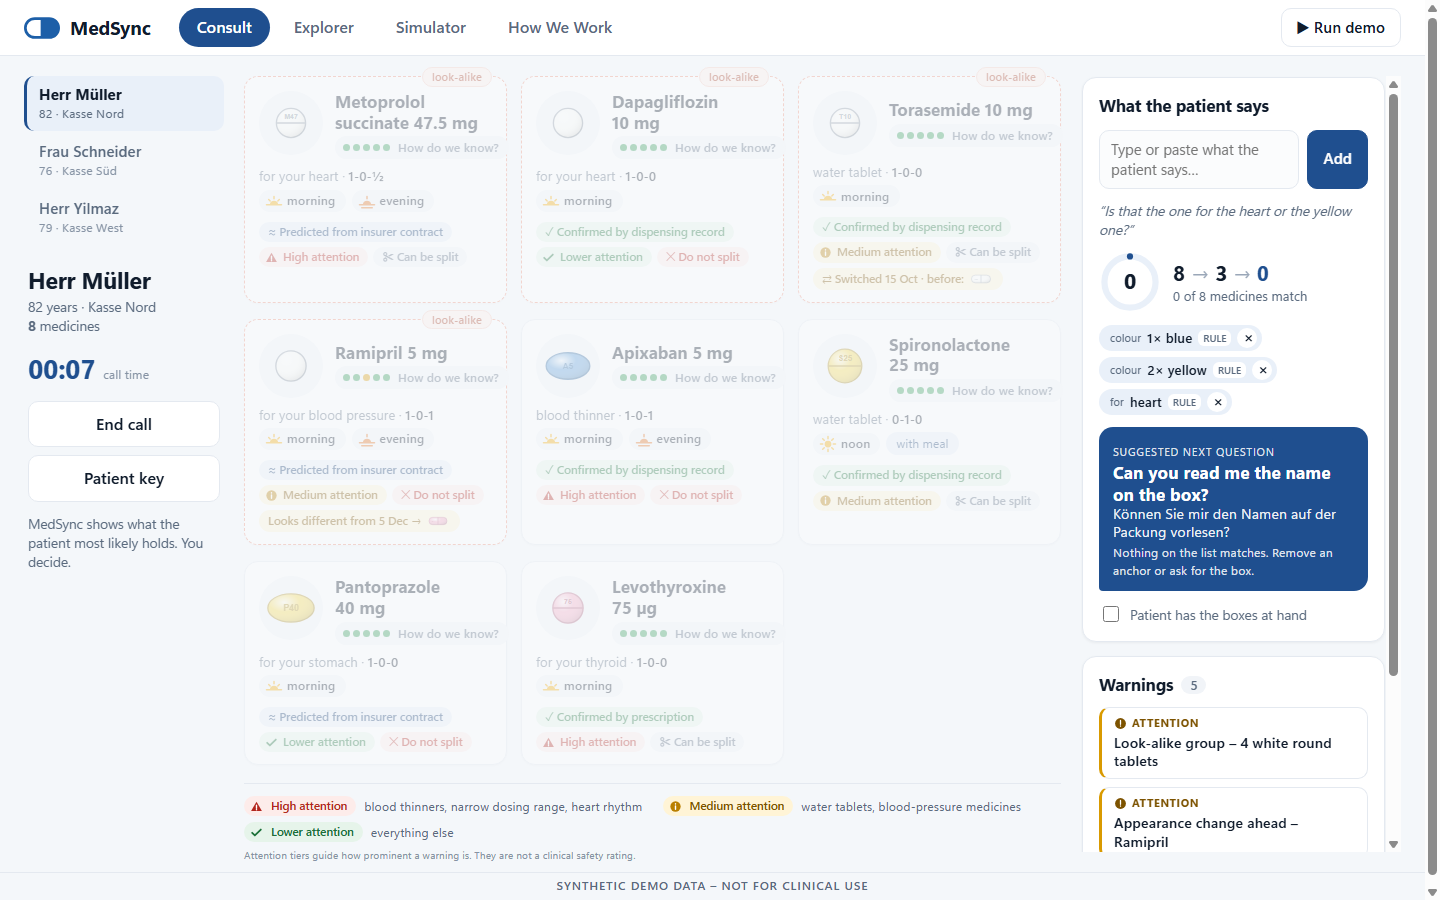 MedSync
Consult
Explorer
Simulator
How We Work
▶ Run demo
Herr Müller
82 · Kasse Nord
Frau Schneider
76 · Kasse Süd
Herr Yilmaz
79 · Kasse West
Herr Müller
82 years · Kasse Nord
8 medicines
00:07 call time
End call
Patient key
MedSync shows what the
patient most likely holds. You
decide.
look-alike
M47
Metoprolol
succinate 47.5 mg
How do we know?
for your heart · 1-0-½
morning
evening
≈ Predicted from insurer contract
High attention
Can be split
look-alike
Dapagliflozin
10 mg
How do we know?
for your heart · 1-0-0
morning
✓ Confirmed by dispensing record
Lower attention
Do not split
look-alike
T10
Torasemide 10 mg
How do we know?
water tablet · 1-0-0
morning
✓ Confirmed by dispensing record
Medium attention
Can be split
⇄ Switched 15 Oct · before:
look-alike
Ramipril 5 mg
How do we know?
for your blood pressure · 1-0-1
morning
evening
≈ Predicted from insurer contract
Medium attention
Do not split
Looks different from 5 Dec →
A5
Apixaban 5 mg
How do we know?
blood thinner · 1-0-1
morning
evening
✓ Confirmed by dispensing record
High attention
Do not split
S25
Spironolactone
25 mg
How do we know?
water tablet · 0-1-0
noon
with meal
✓ Confirmed by dispensing record
Medium attention
Can be split
P40
Pantoprazole
40 mg
How do we know?
for your stomach · 1-0-0
morning
≈ Predicted from insurer contract
Lower attention
Do not split
76
Levothyroxine
75 µg
How do we know?
for your thyroid · 1-0-0
morning
✓ Confirmed by prescription
High attention
Can be split
High attention
blood thinners, narrow dosing range, heart rhythm
Medium attention
water tablets, blood-pressure medicines
Lower attention
everything else
Attention tiers guide how prominent a warning is. They are not a clinical safety rating.
What the patient says
Type or paste what the
patient says...
Add
“Is that the one for the heart or the yellow
one?”
0
8 → 3 → 0
0 of 8 medicines match
colour 1× blue RULE ×
colour 2× yellow RULE ×
for heart RULE ×
SUGGESTED NEXT QUESTION
Can you read me the name
on the box?
Können Sie mir den Namen auf der
Packung vorlesen?
Nothing on the list matches. Remove an
anchor or ask for the box.
Patient has the boxes at hand
Warnings 5
ATTENTION
Look-alike group – 4 white round
tablets
ATTENTION
Appearance change ahead –
Ramipril
SYNTHETIC DEMO DATA – NOT FOR CLINICAL USE